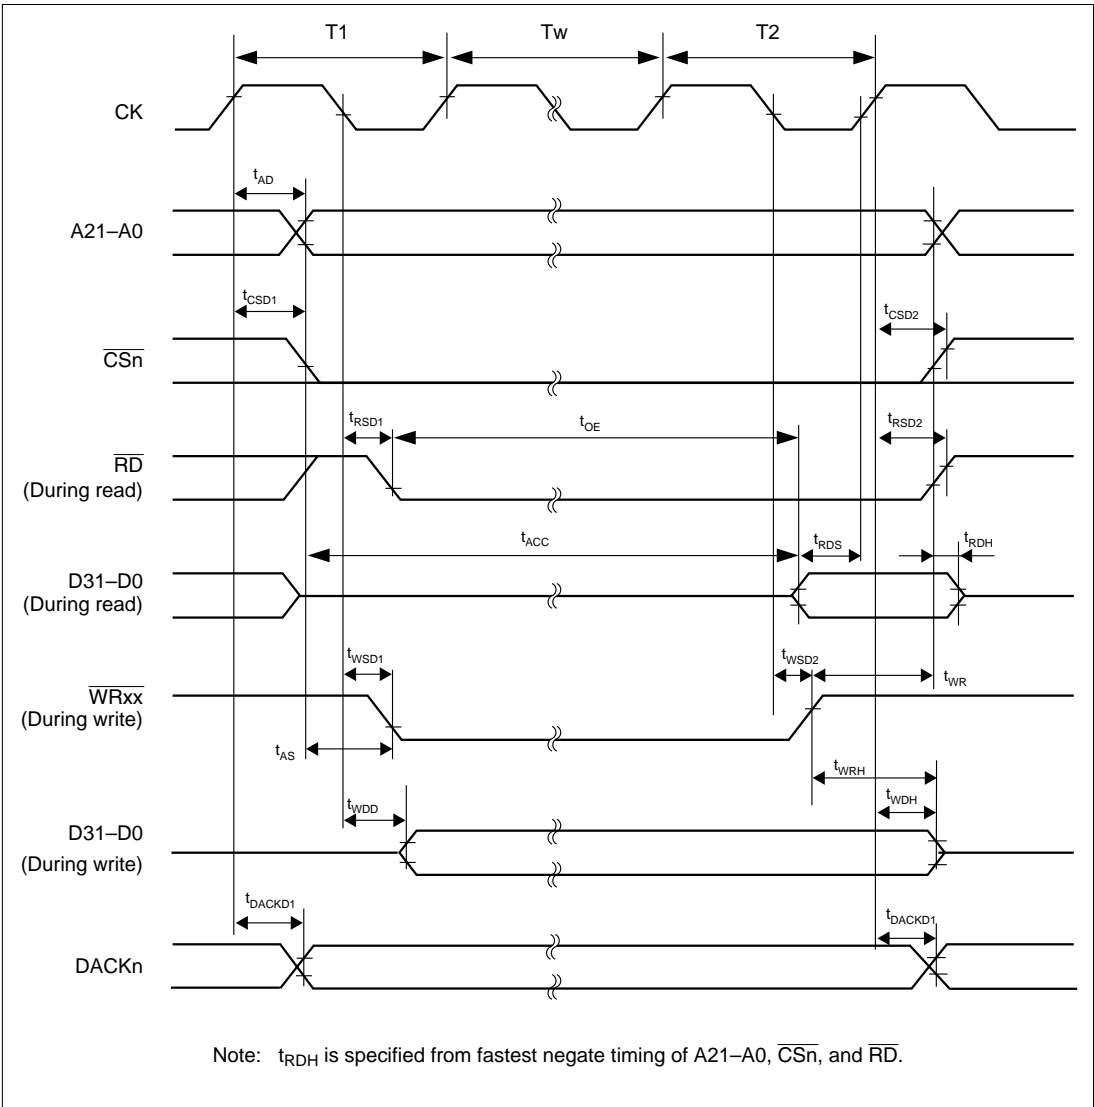 T1 Tw T2
CK
tAD
A21–A0
tCSD1 tCSD2
CSn
tRSD1 tOE tRSD2
RD
(During read)
tACC tRDS tRDH
D31–D0
(During read)
tWSD1 tWSD2 tWR
WRxx
(During write)
tAS
tWRH
tWDD tWDH
D31–D0
(During write)
tDACKD1 tDACKD1
DACKn
Note: tRDH is specified from fastest negate timing of A21–A0, CSn, and RD.